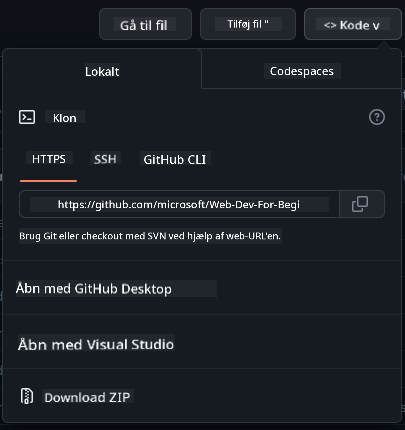 Gå til fil
Tilføj fil "
<> Kode v
Lokalt
Codespaces
Klon
?
HTTPS
SSH
GitHub CLI
https://github.com/microsoft/Web-Dev-For-Begi
Brug Git eller checkout med SVN ved hjælp af web-URL'en.
Åbn med GitHub Desktop
Åbn med Visual Studio
Download ZIP